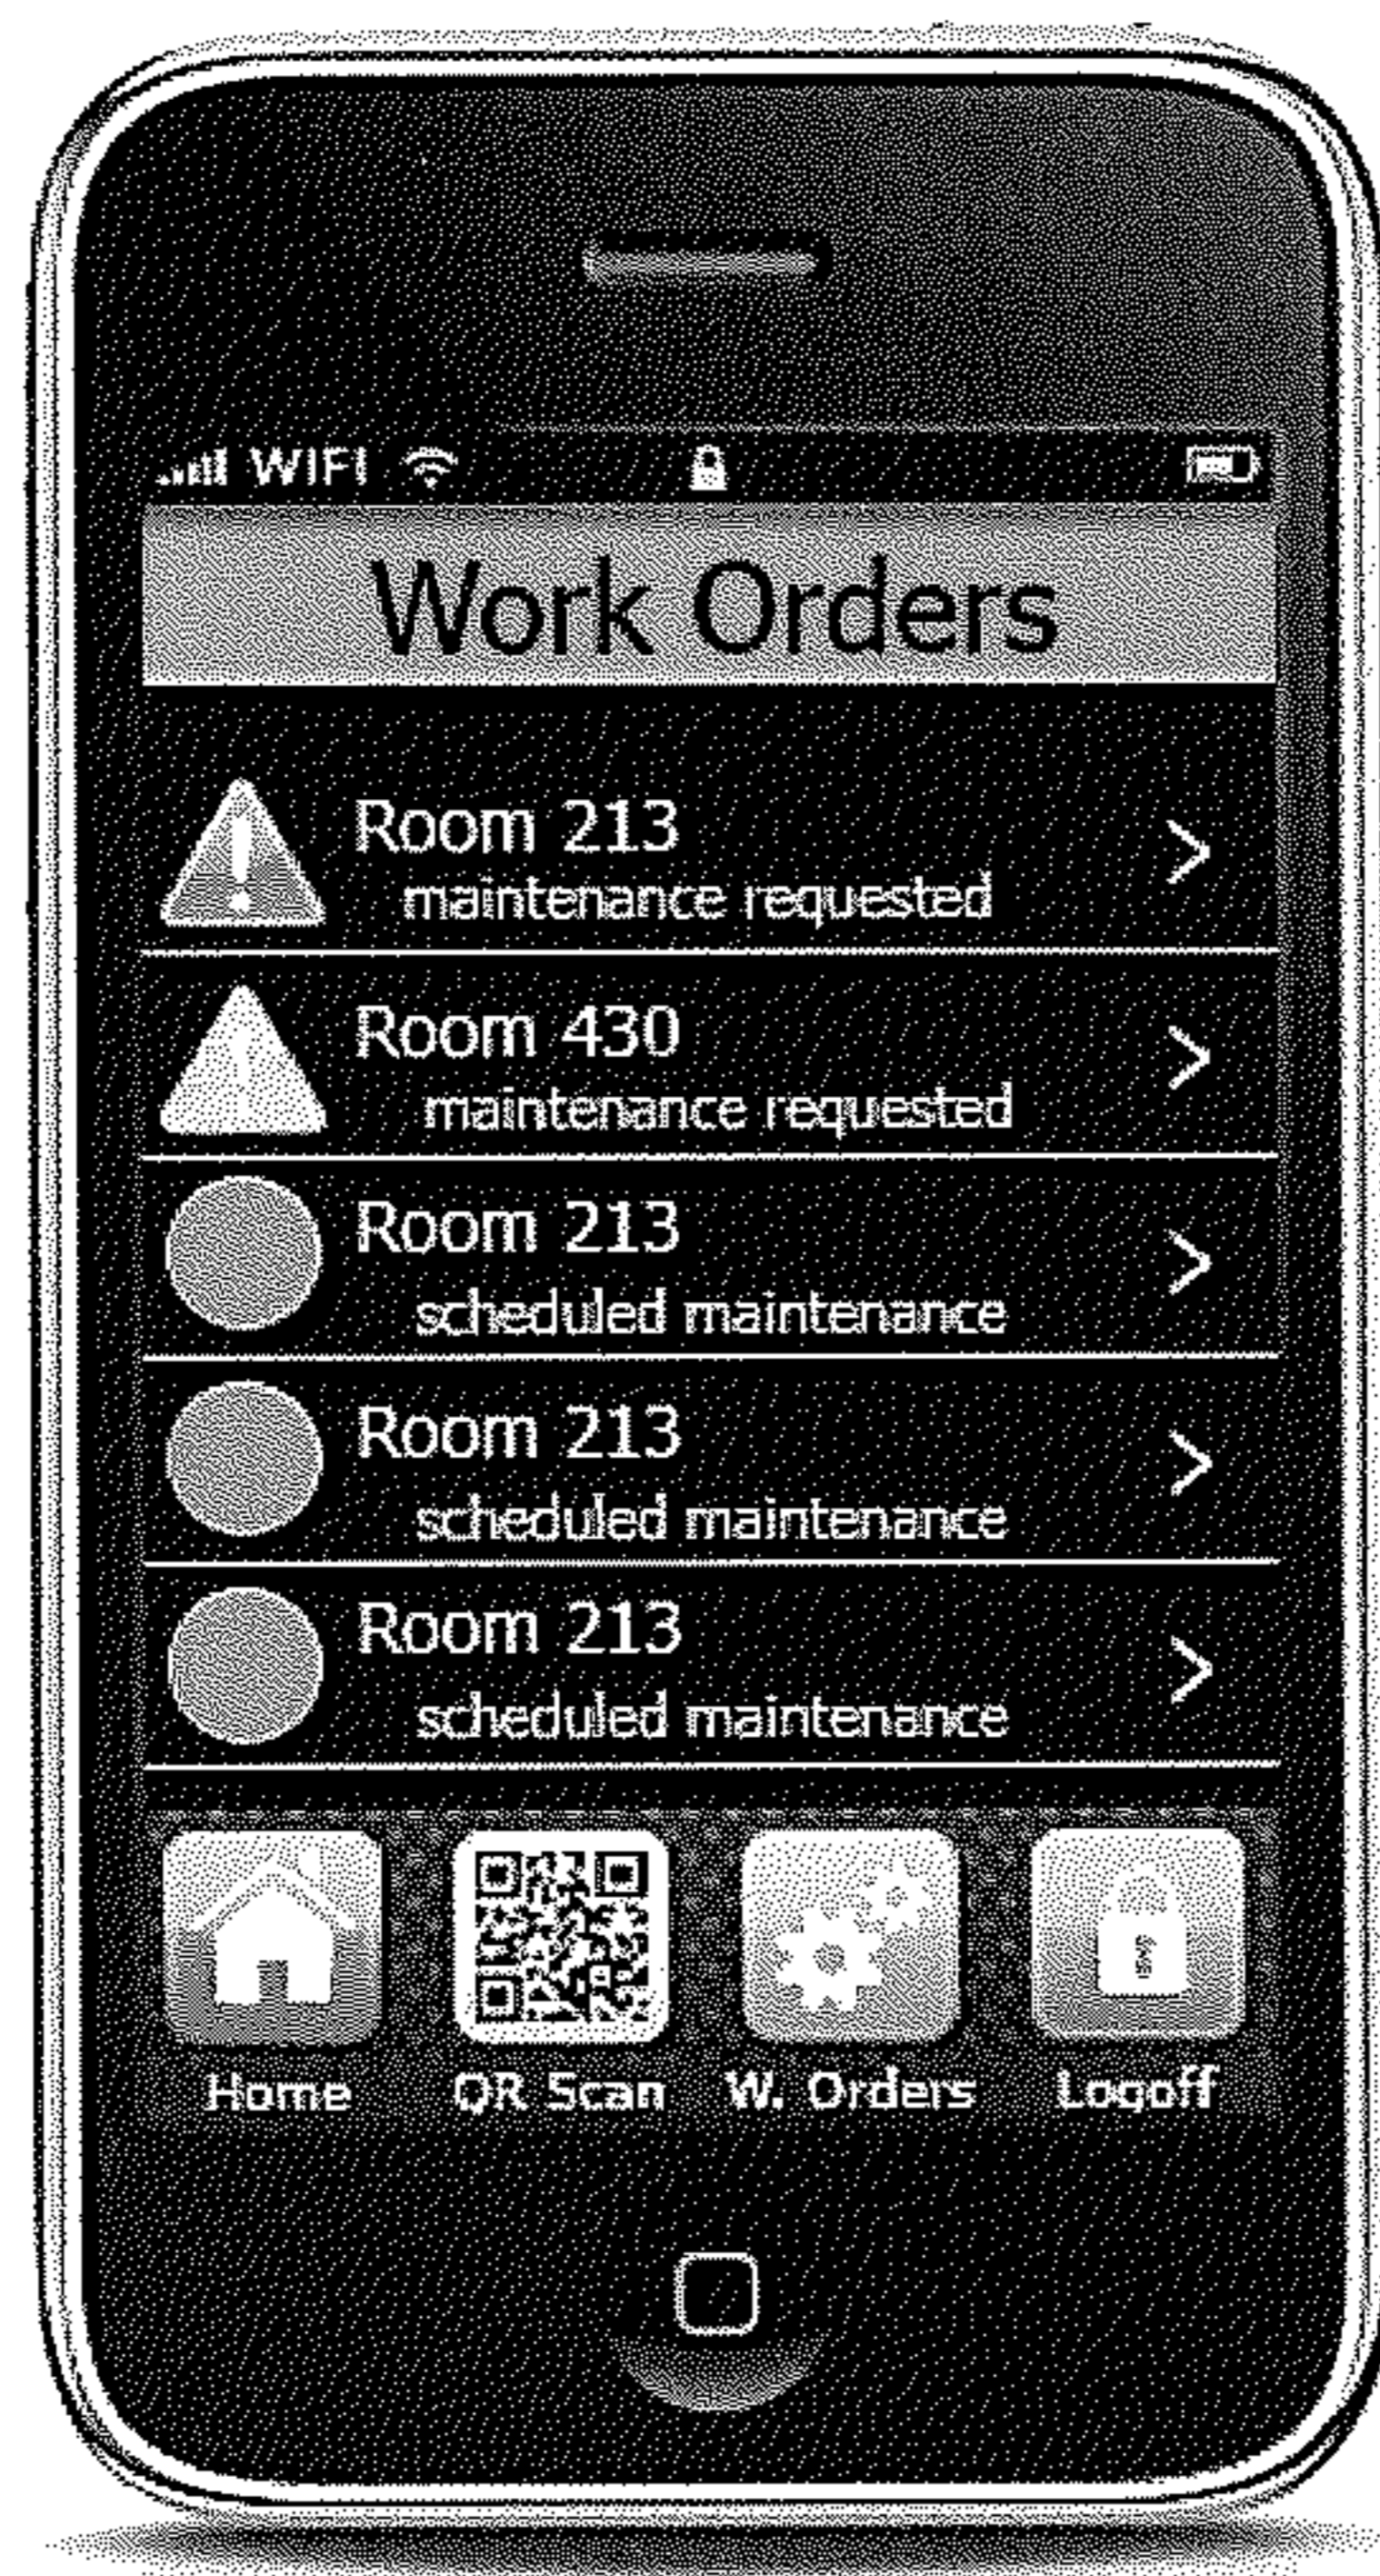 WIFI
Work Orders
Room 213
maintenance requested
Room 430
maintenance requested
Room 213
scheduled maintenance
Room 213
scheduled maintenance
Room 213
scheduled maintenance
Home QR Scan W. Orders Logoff